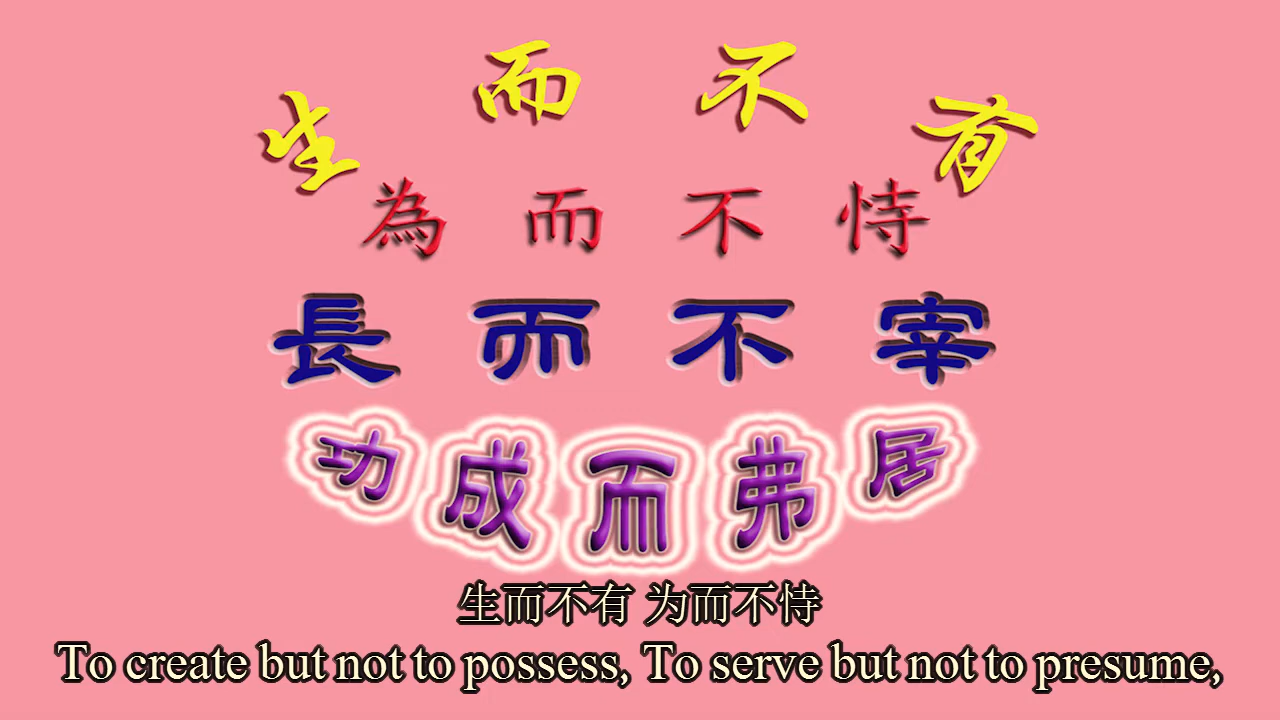 生而不有
為而不恃
長而不宰
功成而弗居
生而不有 为而不恃
To create but not to possess, To serve but not to presume,